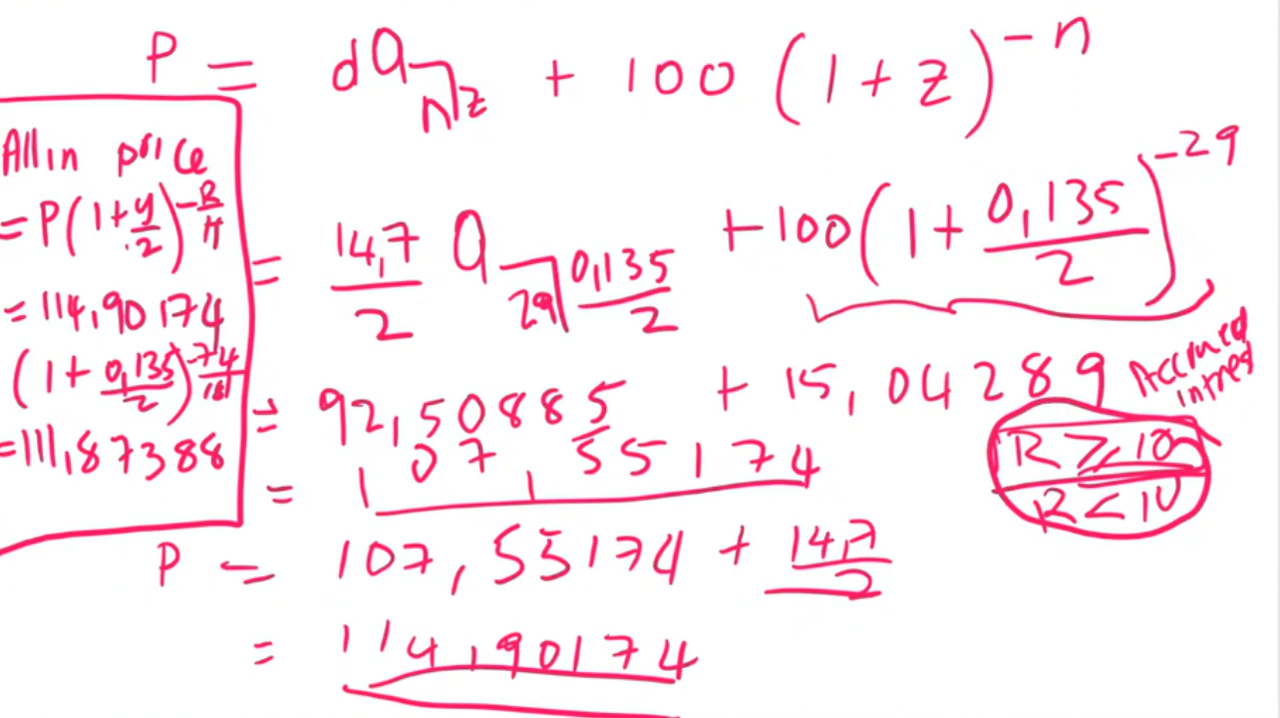 P = da n⌉z + 100 (1+z)^-n
All in price
= P(1+y/2)^-R/H
= 114,90174
(1+0,135/2)^-74/181
=111,87388
= 14,7/2 a 29⌉0,135/2 +100(1+0,135/2)^-29
= 92,50885 + 15,04289
= 107,55174
P = 107,55174 + 14,7/2
= 114,90174
Accrued
intrest
R ≥ 10
R < 10